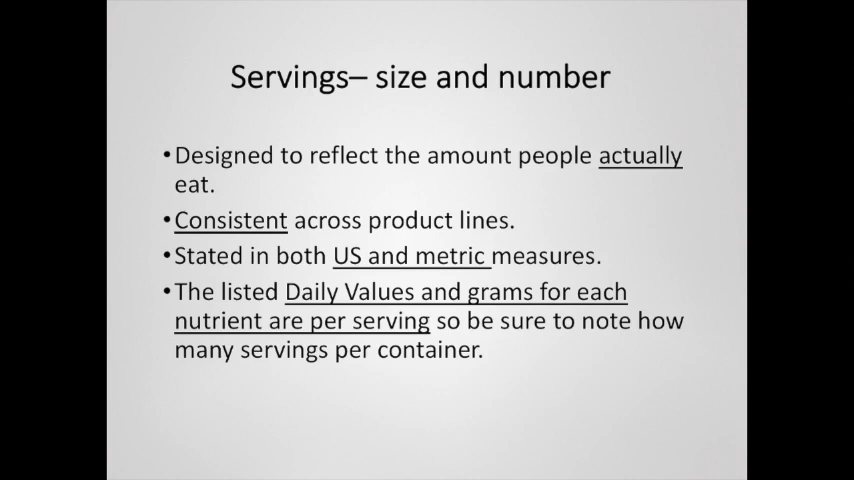 Servings– size and number
•Designed to reflect the amount people actually
eat.
•Consistent across product lines.
•Stated in both US and metric measures.
•The listed Daily Values and grams for each
nutrient are per serving so be sure to note how
many servings per container.